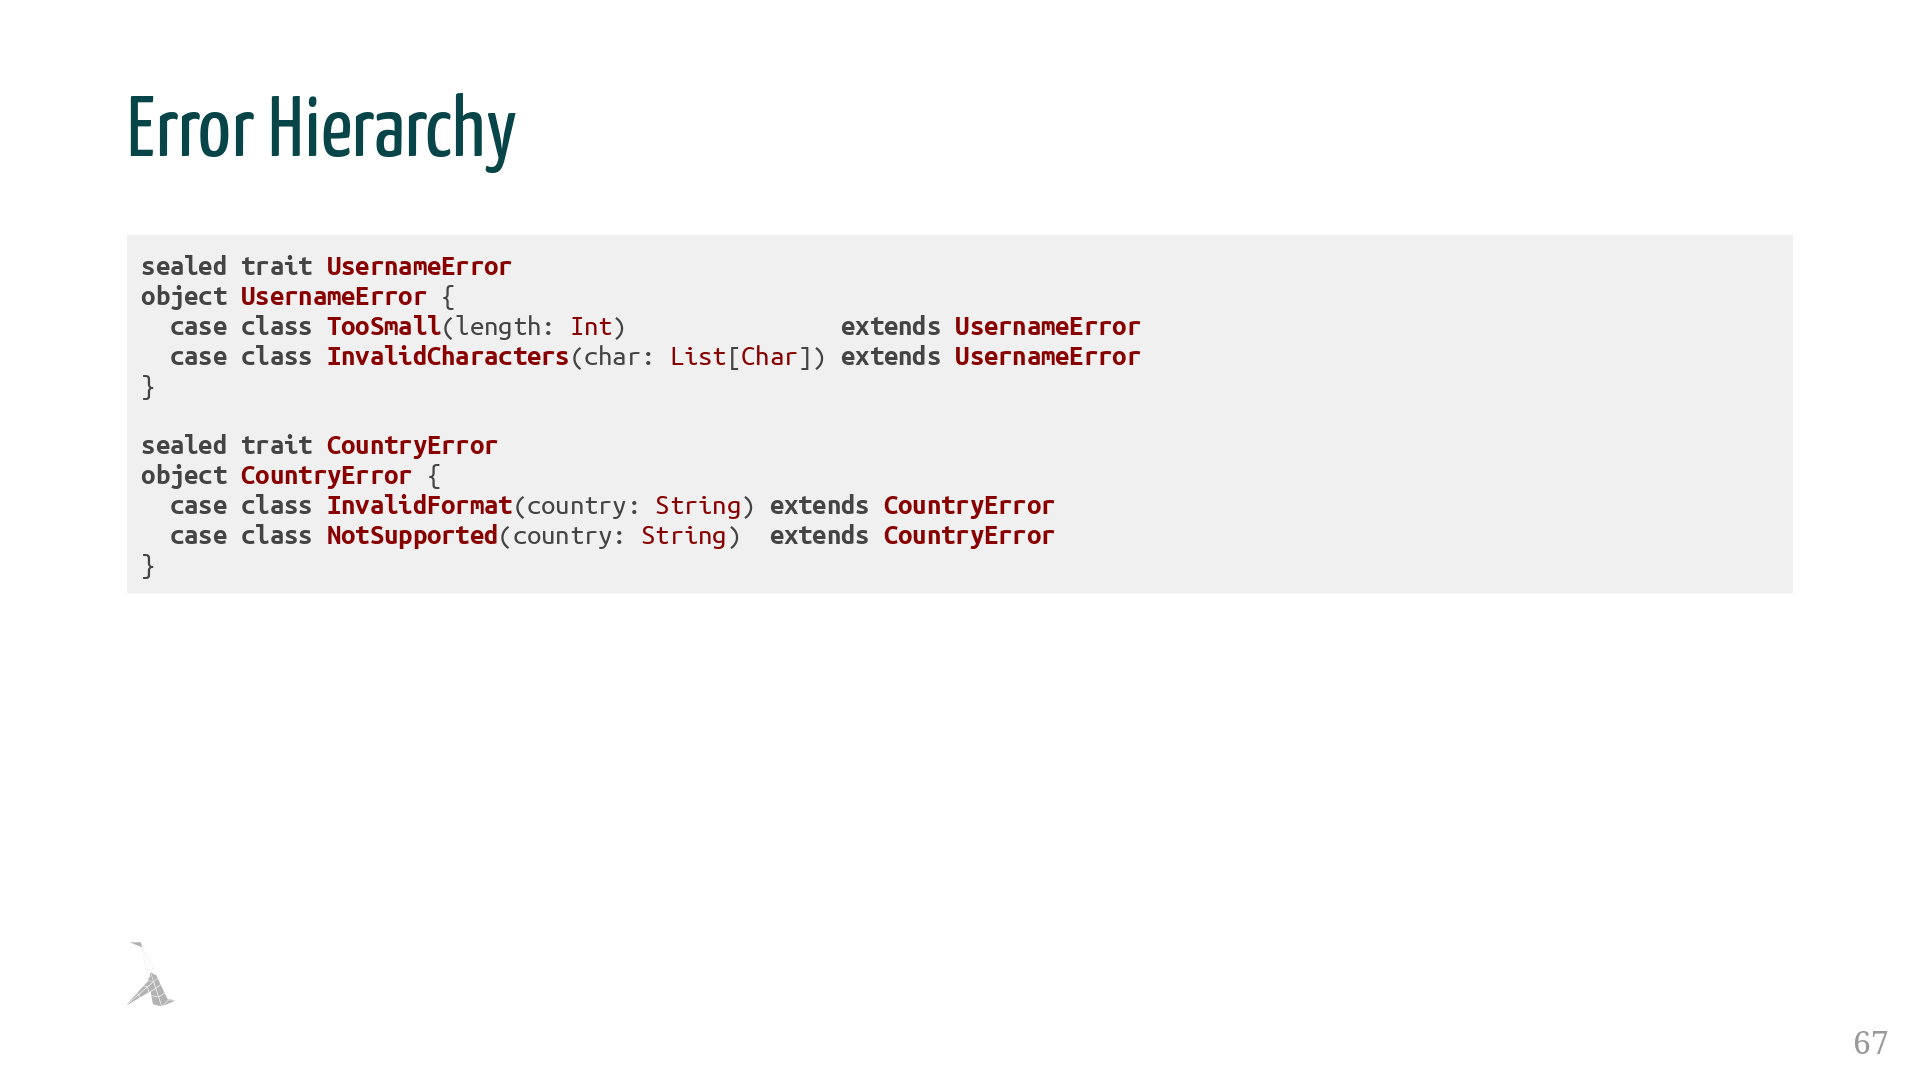 Error Hierarchy
sealed trait UsernameError
object UsernameError {
  case class TooSmall(length: Int)               extends UsernameError
  case class InvalidCharacters(char: List[Char]) extends UsernameError
}

sealed trait CountryError
object CountryError {
  case class InvalidFormat(country: String) extends CountryError
  case class NotSupported(country: String)  extends CountryError
}
67